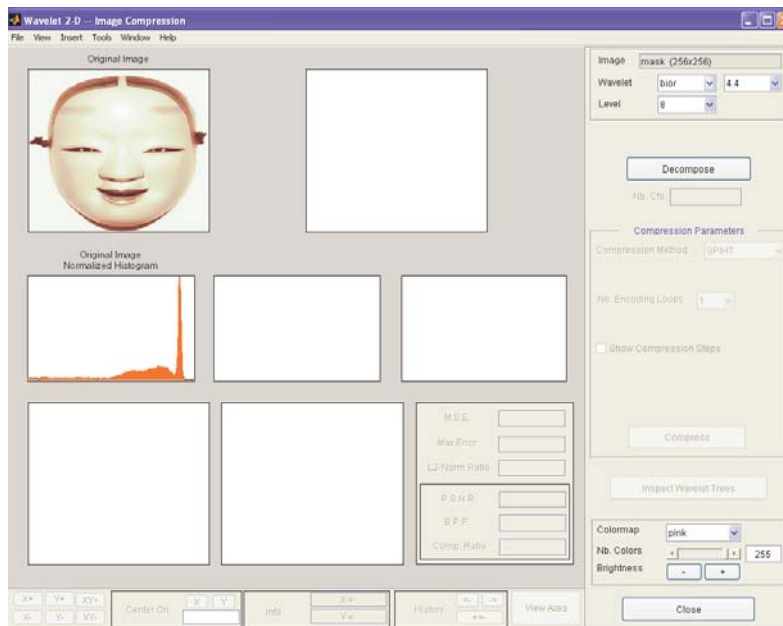 Wavelet 2-D -- Image Compression
File View Insert Tools Window Help
Original Image
Image mask (256x256)
Wavelet bior 4.4
Level 8
Decompose
Nb. Cfs.
Original Image
Normalized Histogram
Compression Parameters
Compression Method SPIHT
Nb. Encoding Loops 1
Show Compression Steps
M.S.E.
Max Error
L2-Norm Ratio
P.S.N.R.
B.P.P.
Comp. Ratio
Compress
Inspect Wavelet Trees
Colormap pink
Nb. Colors 255
Brightness - +
X+ Y+ XY+
X- Y- XY-
Center On X Y
Info X = Y =
History <- -> <<-
View Axes
Close